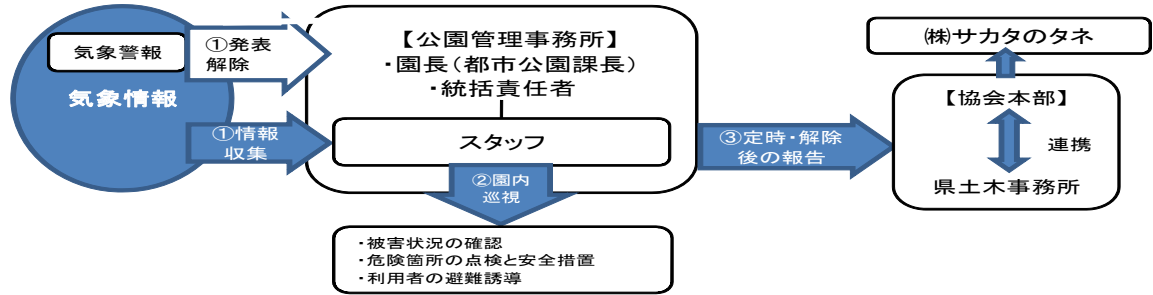 気象警報
気象情報
①発表
解除
①情報
収集
【公園管理事務所】
・園長(都市公園課長)
・統括責任者
スタッフ
②園内
巡視
・被害状況の確認
・危険箇所の点検と安全措置
・利用者の避難誘導
③定時・解除
後の報告
㈱サカタのタネ
【協会本部】
連携
県土木事務所